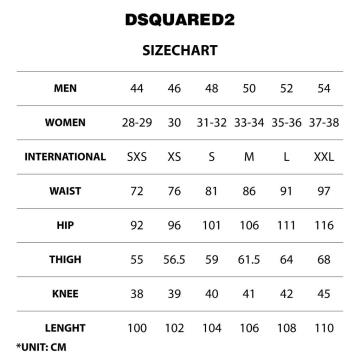 DSQUARED2
SIZECHART
MEN 44 46 48 50 52 54
WOMEN 28-29 30 31-32 33-34 35-36 37-38
INTERNATIONAL SXS XS S M L XXL
WAIST 72 76 81 86 91 97
HIP 92 96 101 106 111 116
THIGH 55 56.5 59 61.5 64 68
KNEE 38 39 40 41 42 45
LENGHT 100 102 104 106 108 110
*UNIT: CM